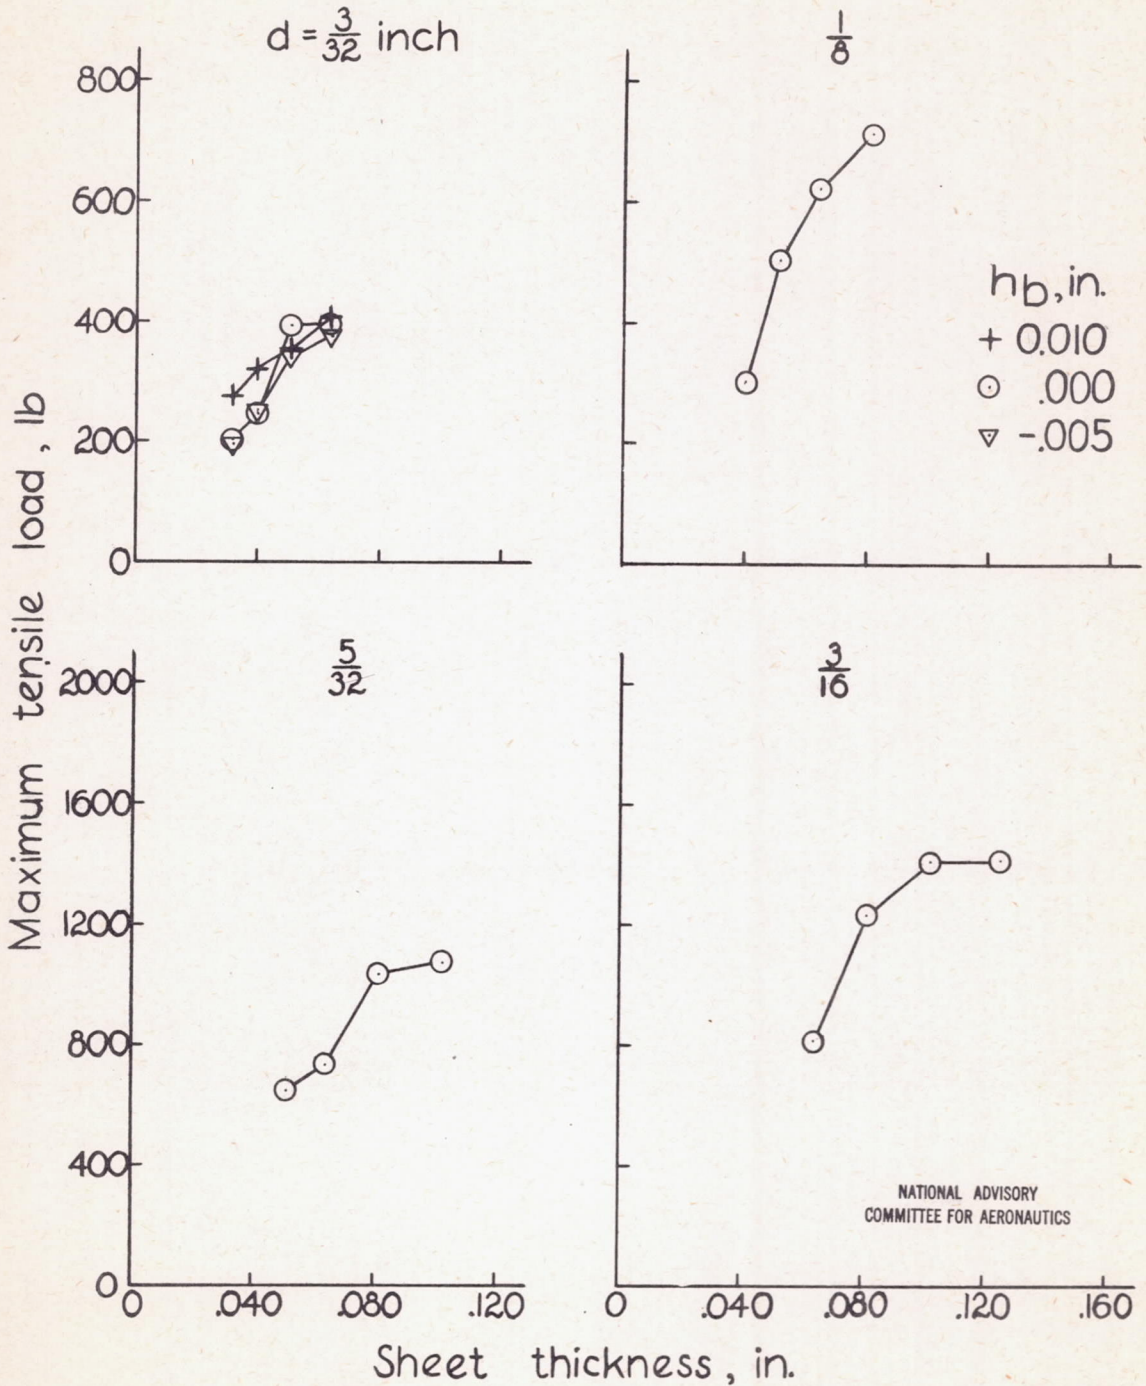 d = 3/32 inch
1/8
800
600
400
200
0
h_b, in.
+ 0.010
⊙ .000
▽ -.005
Maximum tensile load, lb
5/32
3/16
2000
1600
1200
800
400
0
NATIONAL ADVISORY
COMMITTEE FOR AERONAUTICS
0 .040 .080 .120
0 .040 .080 .120 .160
Sheet thickness, in.